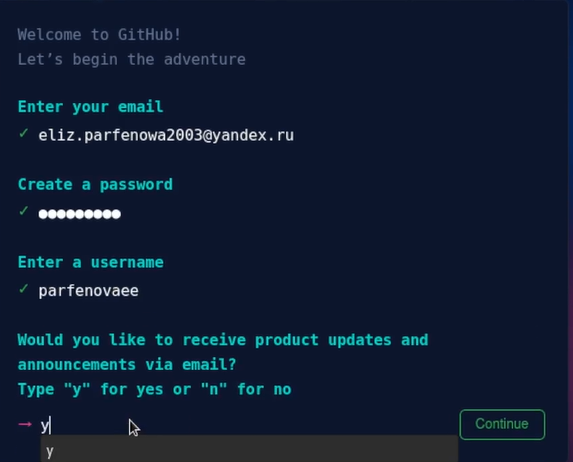 Welcome to GitHub!
Let’s begin the adventure
Enter your email
✓ eliz.parfenowa2003@yandex.ru
Create a password
✓ ●●●●●●●●●
Enter a username
✓ parfenovaee
Would you like to receive product updates and
announcements via email?
Type "y" for yes or "n" for no
→ y
Continue
y